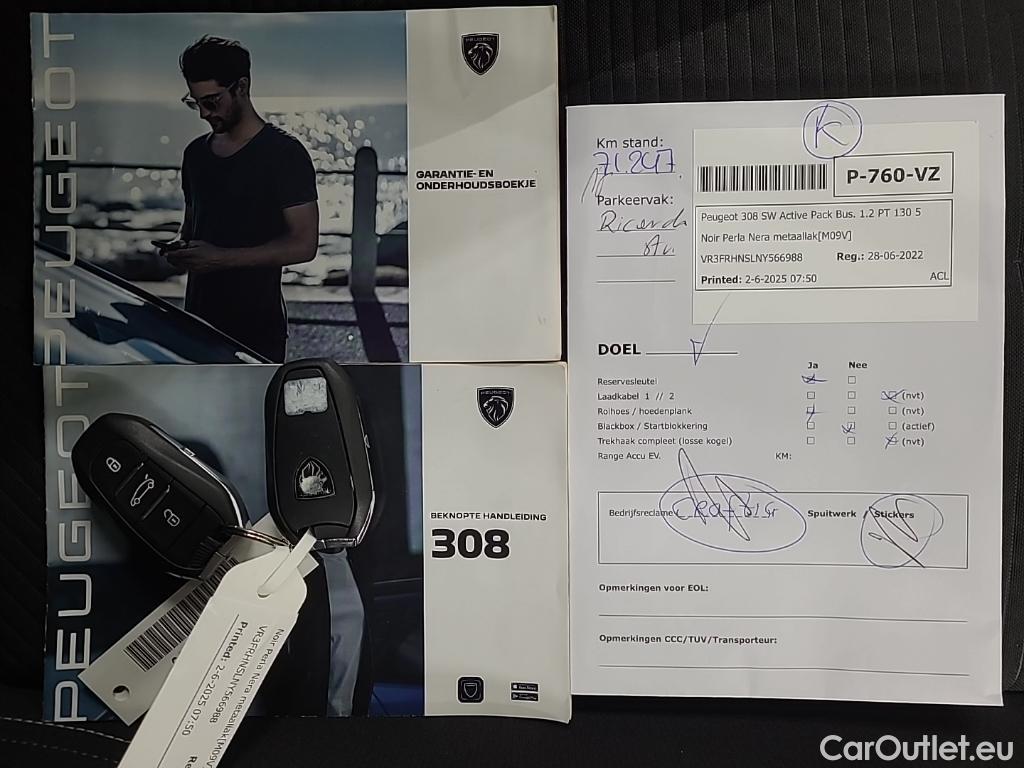 PEUGEOT
PEUGEOT
GARANTIE- EN
ONDERHOUDSBOEKJE
PEUGEOT
PEUGEOT
BEKNOPTE HANDLEIDING
308
Noir Perla Nera metaallak[M09V]
VR3FRHNSLNY566988
Printed: 2-6-2025 07:50
K
Km stand:
71.247
Parkeervak:
P-760-VZ
Peugeot 308 SW Active Pack Bus. 1.2 PT 130 5
Noir Perla Nera metaallak[M09V]
VR3FRHNSLNY566988 Reg.: 28-06-2022
Printed: 2-6-2025 07:50 ACL
DOEL
Ja Nee
Reservesleutel
Laadkabel 1 // 2 (nvt)
Rolhoes / hoedenplank (nvt)
Blackbox / Startblokkering (actief)
Trekhaak compleet (losse kogel) (nvt)
Range Accu EV. KM:
Bedrijfsreclame Spuitwerk / Stickers
Opmerkingen voor EOL:
Opmerkingen CCC/TUV/Transporteur:
CarOutlet.eu